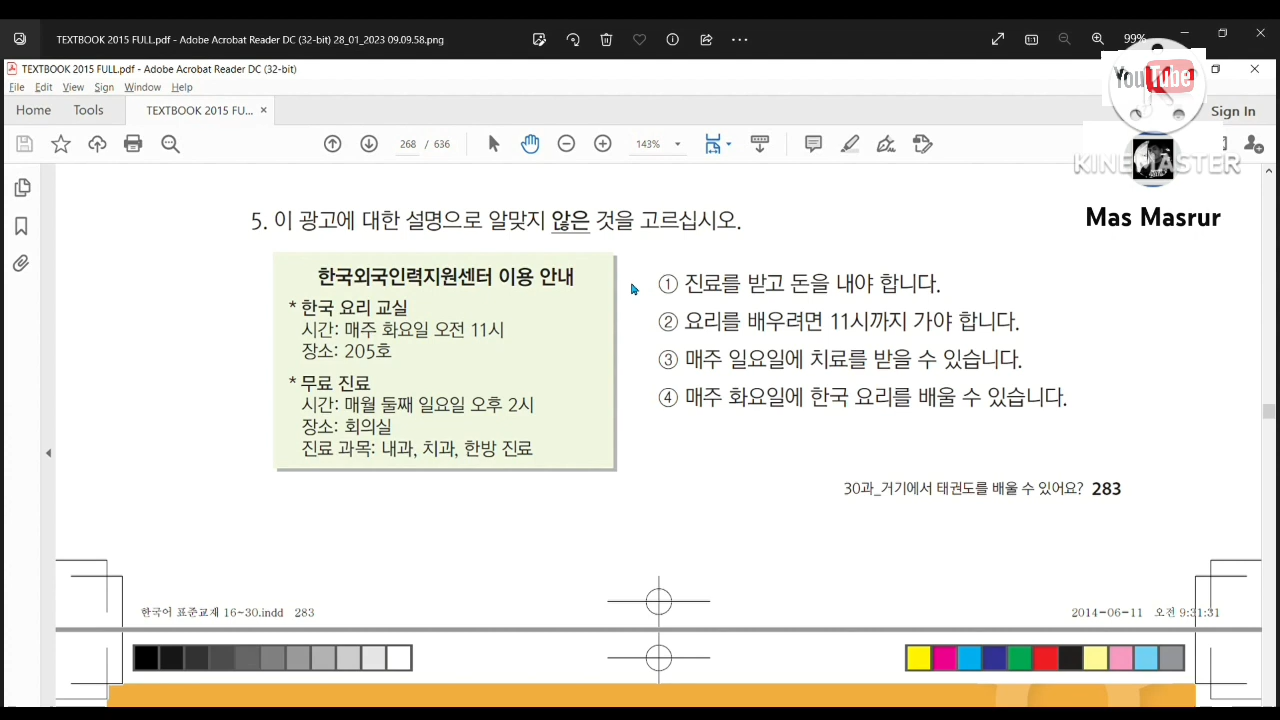 TEXTBOOK 2015 FULL.pdf - Adobe Acrobat Reader DC (32-bit) 28_01_2023 09.09.58.png
99%
TEXTBOOK 2015 FULL.pdf - Adobe Acrobat Reader DC (32-bit)
File Edit View Sign Window Help
YouTube
Home Tools TEXTBOOK 2015 FU... × Sign In
268 / 636 143%
KINEMASTER
Mas Masrur
5. 이 광고에 대한 설명으로 알맞지 않은 것을 고르십시오.
한국외국인력지원센터 이용 안내
* 한국 요리 교실
시간: 매주 화요일 오전 11시
장소: 205호
* 무료 진료
시간: 매월 둘째 일요일 오후 2시
장소: 회의실
진료 과목: 내과, 치과, 한방 진료
① 진료를 받고 돈을 내야 합니다.
② 요리를 배우려면 11시까지 가야 합니다.
③ 매주 일요일에 치료를 받을 수 있습니다.
④ 매주 화요일에 한국 요리를 배울 수 있습니다.
30과_거기에서 태권도를 배울 수 있어요? 283
한국어 표준교재 16-30.indd 283
2014-06-11 오전 9:31:31